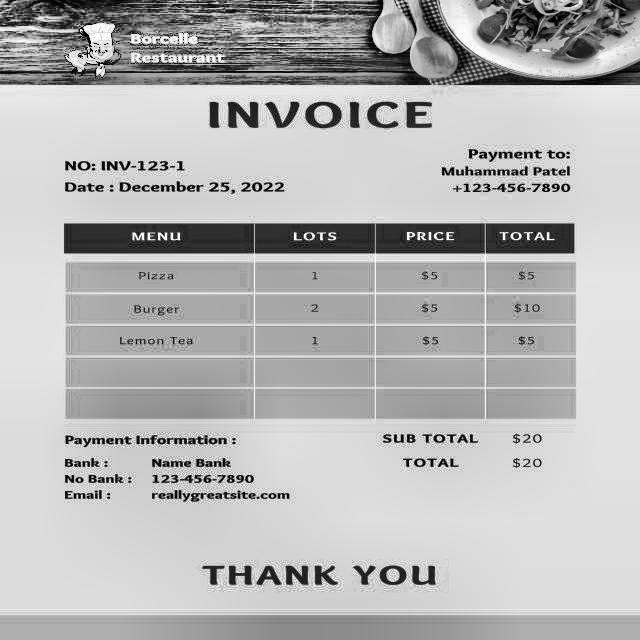 Borcelle
Restaurant
INVOICE
NO: INV-123-1
Date : December 25, 2022
Payment to:
Muhammad Patel
+123-456-7890
MENU LOTS PRICE TOTAL
Pizza 1 $5 $5
Burger 2 $5 $10
Lemon Tea 1 $5 $5
Payment Information :
SUB TOTAL $20
TOTAL $20
Bank : Name Bank
No Bank : 123-456-7890
Email : reallygreatsite.com
THANK YOU